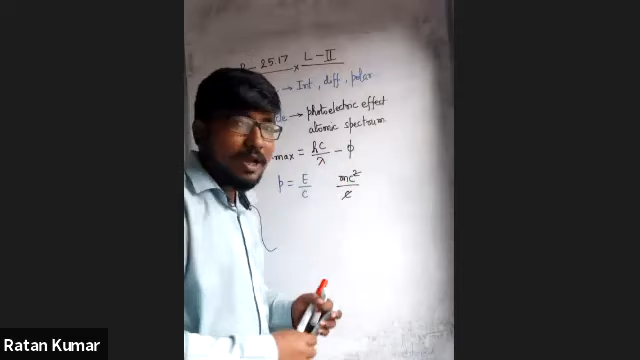 25.17 × L - II
→ Int, diff, polar
→ photoelectric effect
atomic spectrum
max = hc/λ - ϕ
p = E/c mc²/c
Ratan Kumar